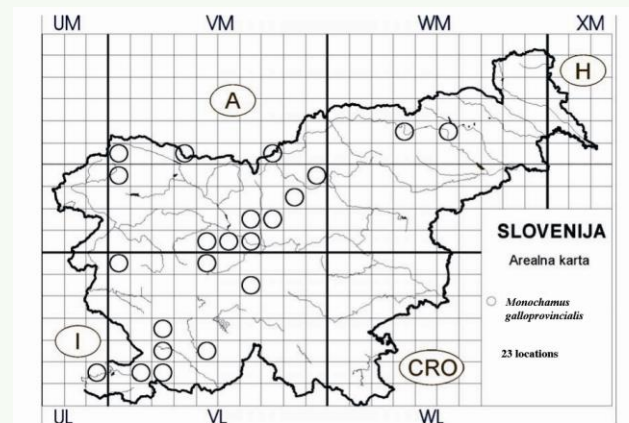 UM VM WM XM
H
A
SLOVENIJA
Arealna karta
Monochamus
galloprovincialis
I
23 locations
CRO
UL VL WL